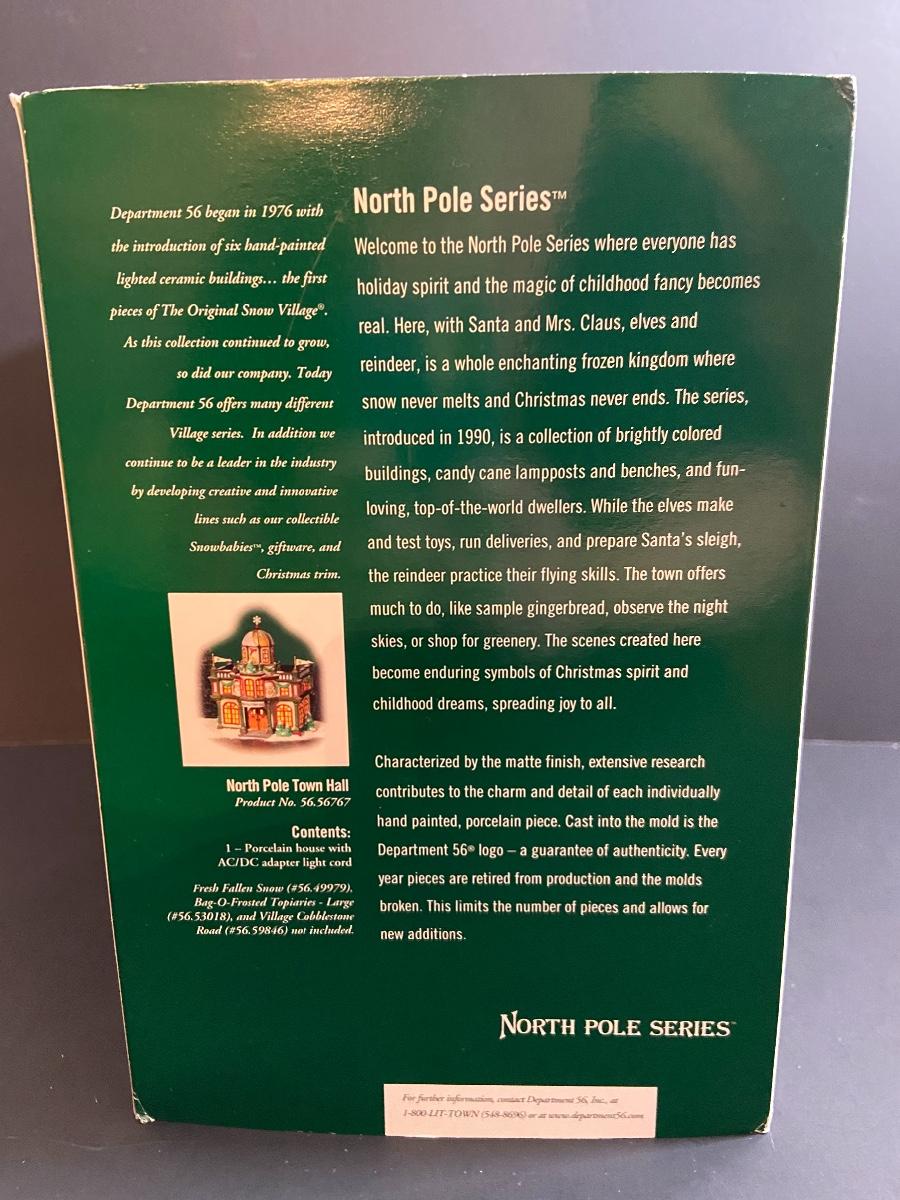 Department 56 began in 1976 with
the introduction of six hand-painted
lighted ceramic buildings... the first
pieces of The Original Snow Village®.
As this collection continued to grow,
so did our company. Today
Department 56 offers many different
Village series. In addition we
continue to be a leader in the industry
by developing creative and innovative
lines such as our collectible
Snowbabies™, giftware, and
Christmas trim.
North Pole Town Hall
Product No. 56.56767
Contents:
1 – Porcelain house with
AC/DC adapter light cord
Fresh Fallen Snow (#56.49979),
Bag-O-Frosted Topiaries - Large
(#56.53018), and Village Cobblestone
Road (#56.59846) not included.
North Pole Series™
Welcome to the North Pole Series where everyone has
holiday spirit and the magic of childhood fancy becomes
real. Here, with Santa and Mrs. Claus, elves and
reindeer, is a whole enchanting frozen kingdom where
snow never melts and Christmas never ends. The series,
introduced in 1990, is a collection of brightly colored
buildings, candy cane lampposts and benches, and fun-
loving, top-of-the-world dwellers. While the elves make
and test toys, run deliveries, and prepare Santa's sleigh,
the reindeer practice their flying skills. The town offers
much to do, like sample gingerbread, observe the night
skies, or shop for greenery. The scenes created here
become enduring symbols of Christmas spirit and
childhood dreams, spreading joy to all.
Characterized by the matte finish, extensive research
contributes to the charm and detail of each individually
hand painted, porcelain piece. Cast into the mold is the
Department 56® logo – a guarantee of authenticity. Every
year pieces are retired from production and the molds
broken. This limits the number of pieces and allows for
new additions.
NORTH POLE SERIES™
For further information, contact Department 56, Inc., at
1-800-LIT-TOWN (548-8696) or at www.department56.com